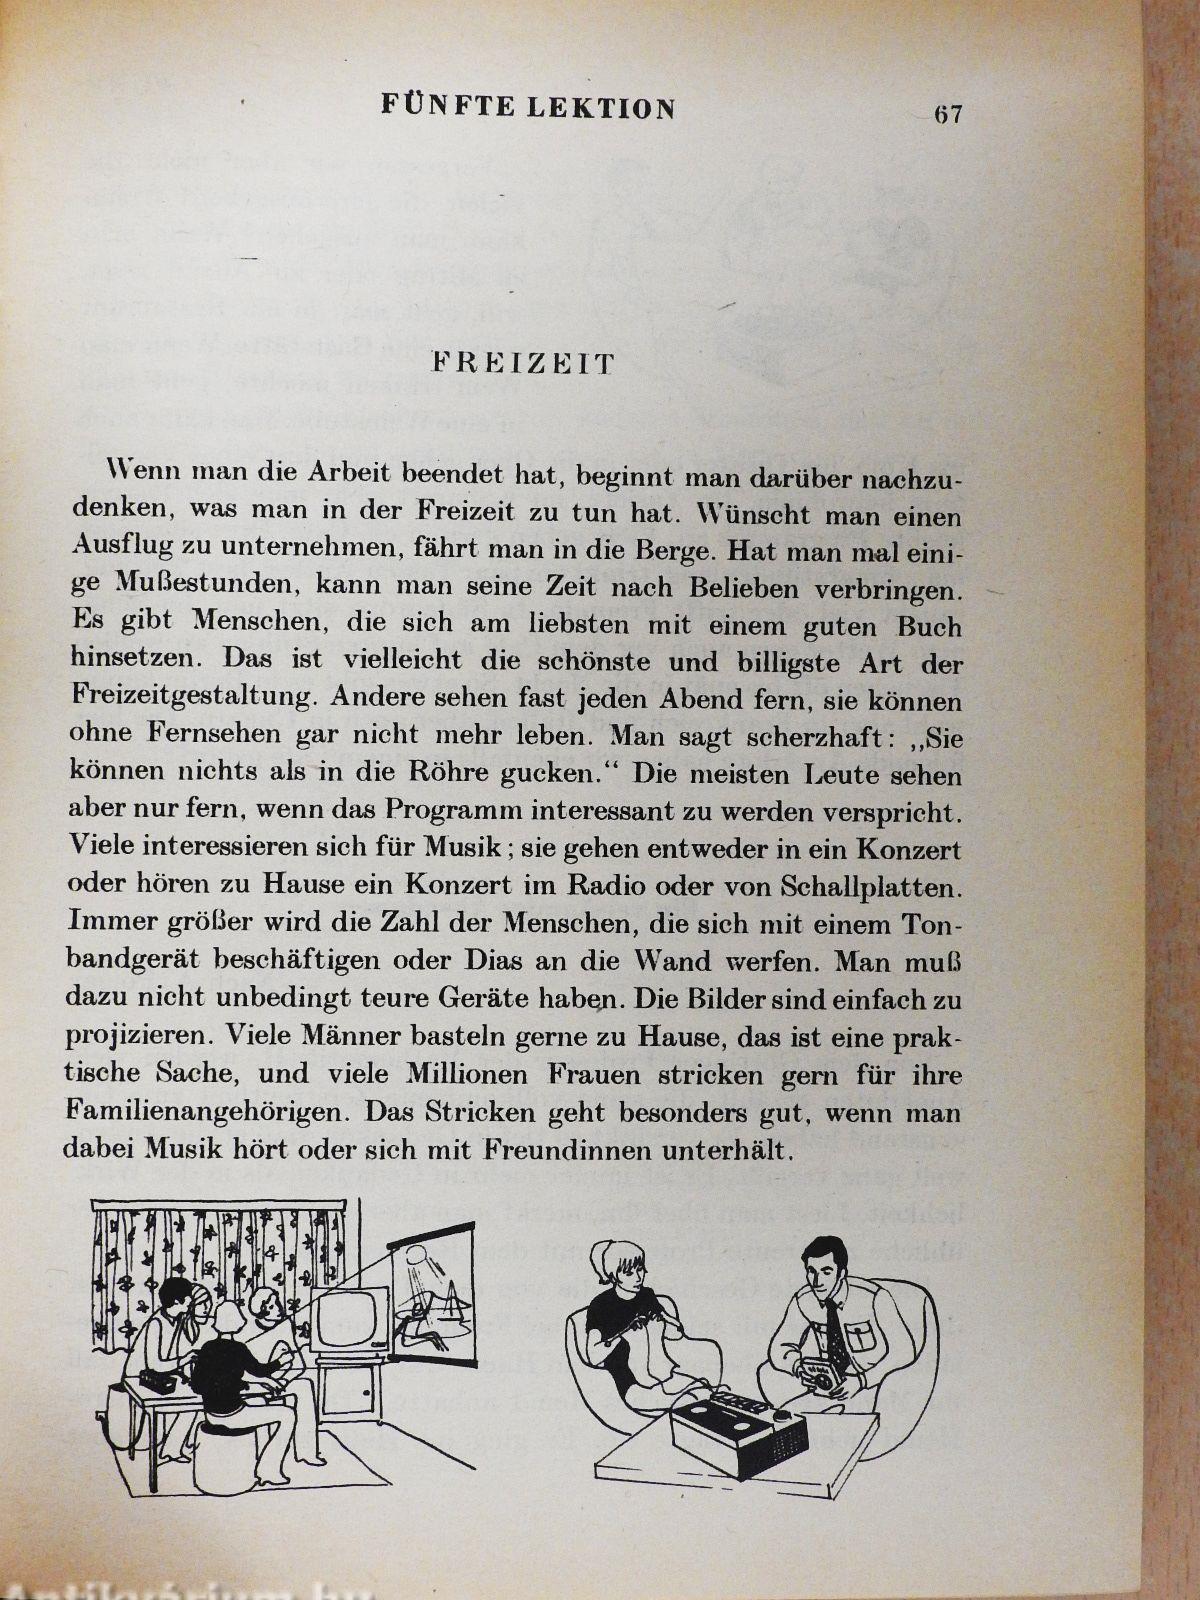 FÜNFTE LEKTION 67
FREIZEIT
Wenn man die Arbeit beendet hat, beginnt man darüber nachzu-
denken, was man in der Freizeit zu tun hat. Wünscht man einen
Ausflug zu unternehmen, fährt man in die Berge. Hat man mal eini-
ge Mußestunden, kann man seine Zeit nach Belieben verbringen.
Es gibt Menschen, die sich am liebsten mit einem guten Buch
hinsetzen. Das ist vielleicht die schönste und billigste Art der
Freizeitgestaltung. Andere sehen fast jeden Abend fern, sie können
ohne Fernsehen gar nicht mehr leben. Man sagt scherzhaft: „Sie
können nichts als in die Röhre gucken.“ Die meisten Leute sehen
aber nur fern, wenn das Programm interessant zu werden verspricht.
Viele interessieren sich für Musik; sie gehen entweder in ein Konzert
oder hören zu Hause ein Konzert im Radio oder von Schallplatten.
Immer größer wird die Zahl der Menschen, die sich mit einem Ton-
bandgerät beschäftigen oder Dias an die Wand werfen. Man muß
dazu nicht unbedingt teure Geräte haben. Die Bilder sind einfach zu
projizieren. Viele Männer basteln gerne zu Hause, das ist eine prak-
tische Sache, und viele Millionen Frauen stricken gern für ihre
Familienangehörigen. Das Stricken geht besonders gut, wenn man
dabei Musik hört oder sich mit Freundinnen unterhält.